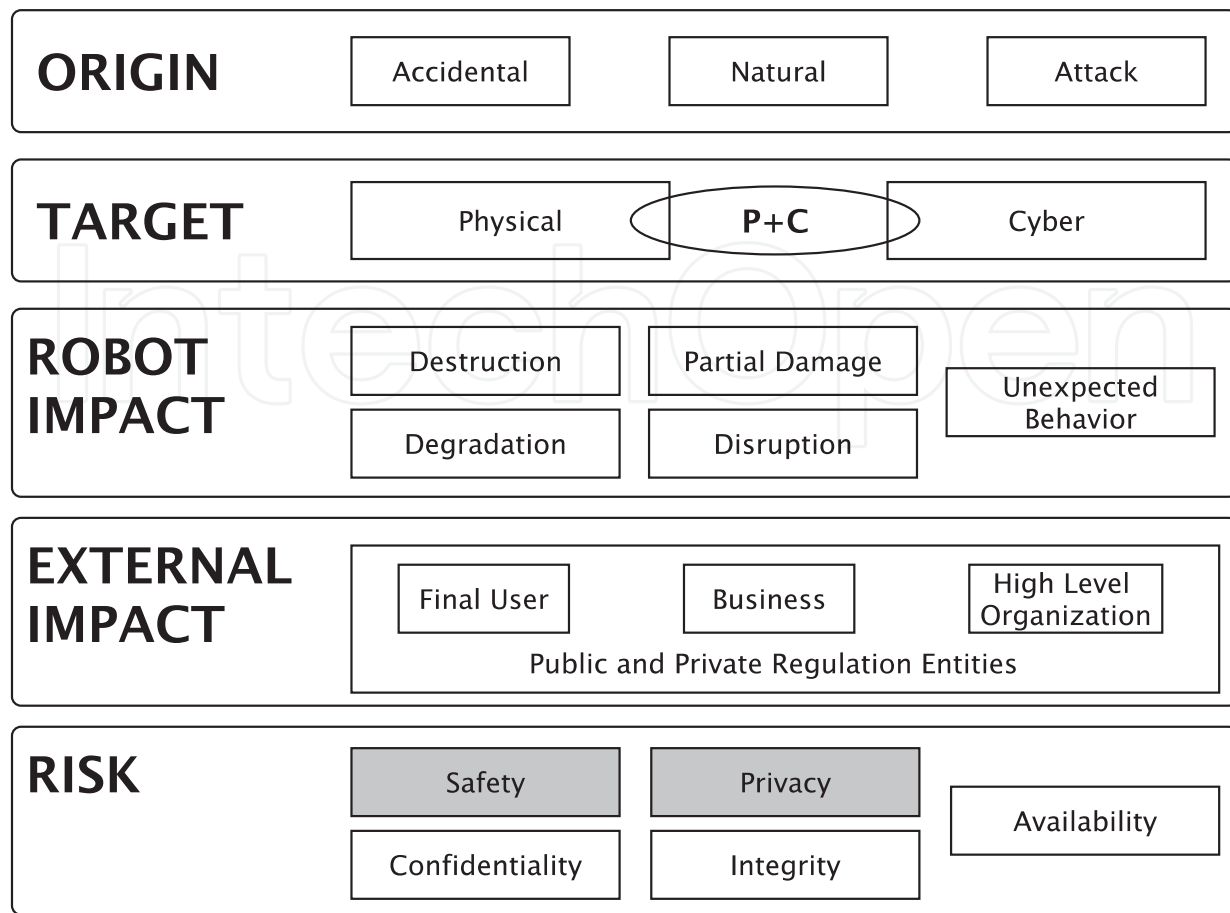 ORIGIN
Accidental
Natural
Attack
TARGET
Physical
P+C
Cyber
IntechOpen
ROBOT
IMPACT
Destruction
Partial Damage
Unexpected
Behavior
Degradation
Disruption
EXTERNAL
IMPACT
Final User
Business
High Level
Organization
Public and Private Regulation Entities
RISK
Safety
Privacy
Availability
Confidentiality
Integrity